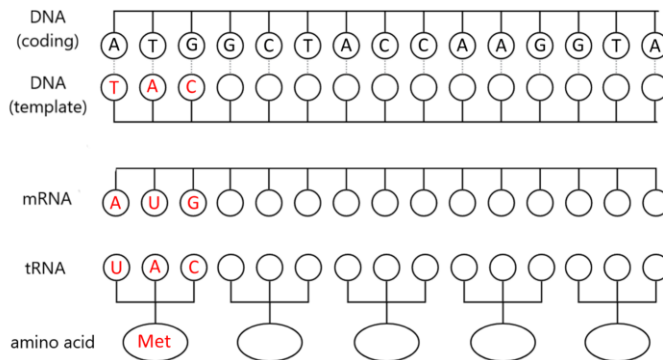 DNA
(coding)
A T G G C T A C C A A G G T A
DNA
(template)
T A C
mRNA
A U G
tRNA
U A C
amino acid
Met